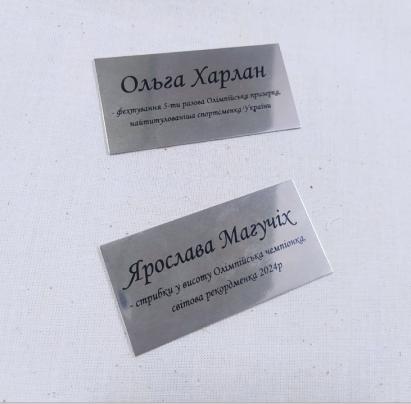 Ольга Харлан
- фехтування 5-ти разова Олімпійська призерка,
найтитулованіша спортсменка України
Ярослава Магучіх
- стрибки у висоту Олімпійська чемпіонка,
світова рекордменка 2024р